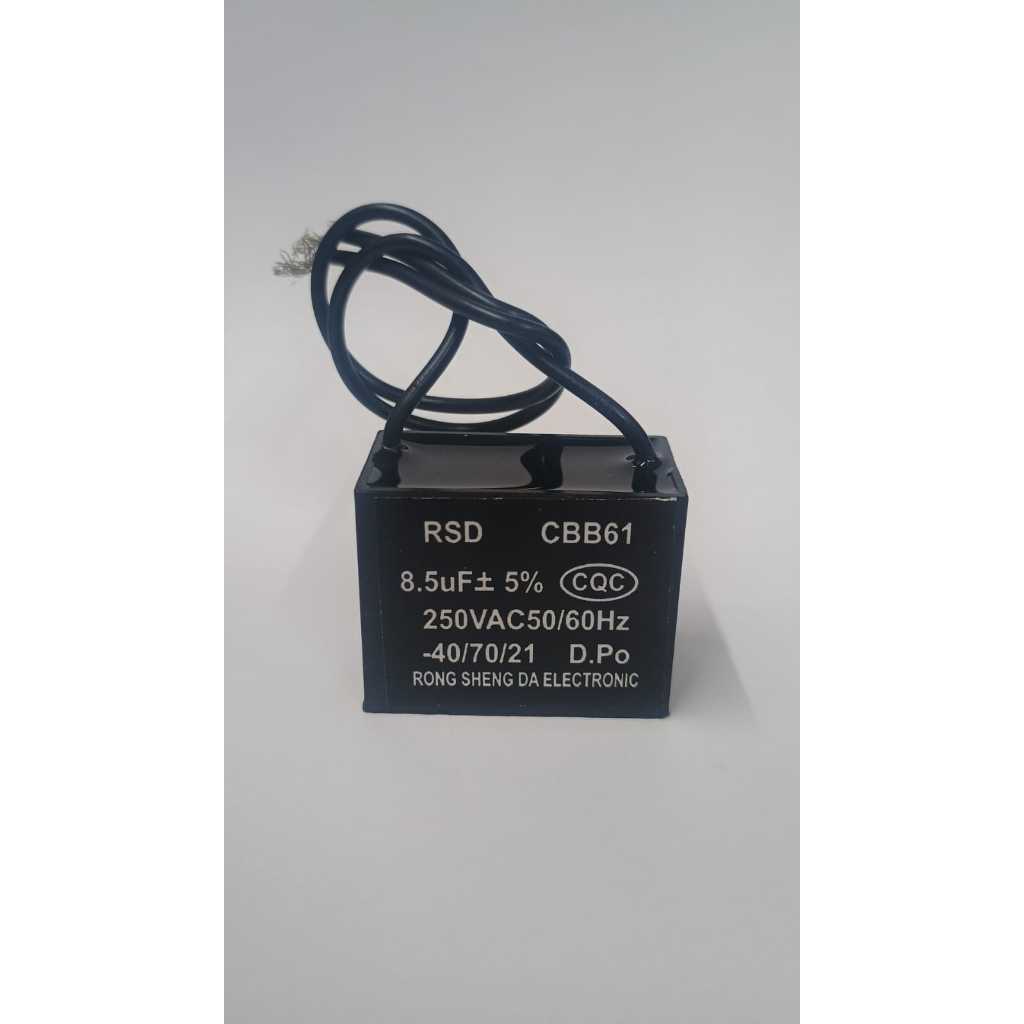 RSD CBB61
8.5uF± 5% CQC
250VAC50/60Hz
-40/70/21 D.Po
RONG SHENG DA ELECTRONIC